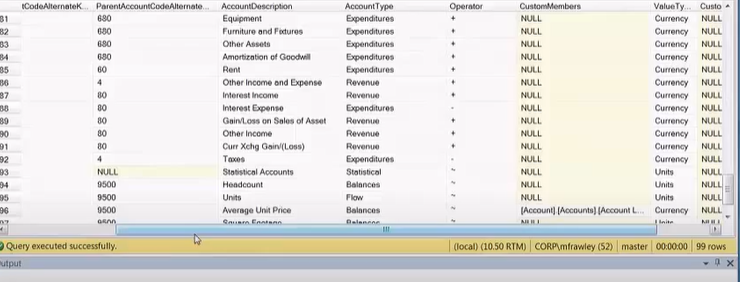 tCodeAlternateK... ParentAccountCodeAlternate... AccountDescription AccountType Operator CustomMembers ValueTy... Custo
81 680 Equipment Expenditures + NULL Currency NULL
82 680 Furniture and Fixtures Expenditures + NULL Currency NULL
83 680 Other Assets Expenditures + NULL Currency NULL
84 680 Amortization of Goodwill Expenditures + NULL Currency NULL
85 60 Rent Expenditures + NULL Currency NULL
86 4 Other Income and Expense Revenue + NULL Currency NULL
87 80 Interest Income Revenue + NULL Currency NULL
88 80 Interest Expense Expenditures - NULL Currency NULL
89 80 Gain/Loss on Sales of Asset Revenue + NULL Currency NULL
90 80 Other Income Revenue + NULL Currency NULL
91 80 Curr Xchg Gain/(Loss) Revenue + NULL Currency NULL
92 4 Taxes Expenditures - NULL Currency NULL
93 NULL Statistical Accounts Statistical ~ NULL Units NULL
94 9500 Headcount Balances ~ NULL Units NULL
95 9500 Units Flow ~ NULL Units NULL
96 9500 Average Unit Price Balances ~ [Account].[Accounts].[Account L... Currency NULL
97 9500 Square Footage Balances ~ NULL Units NULL
Query executed successfully. (local) (10.50 RTM) CORP\mfrawley (52) master 00:00:00 99 rows
utput